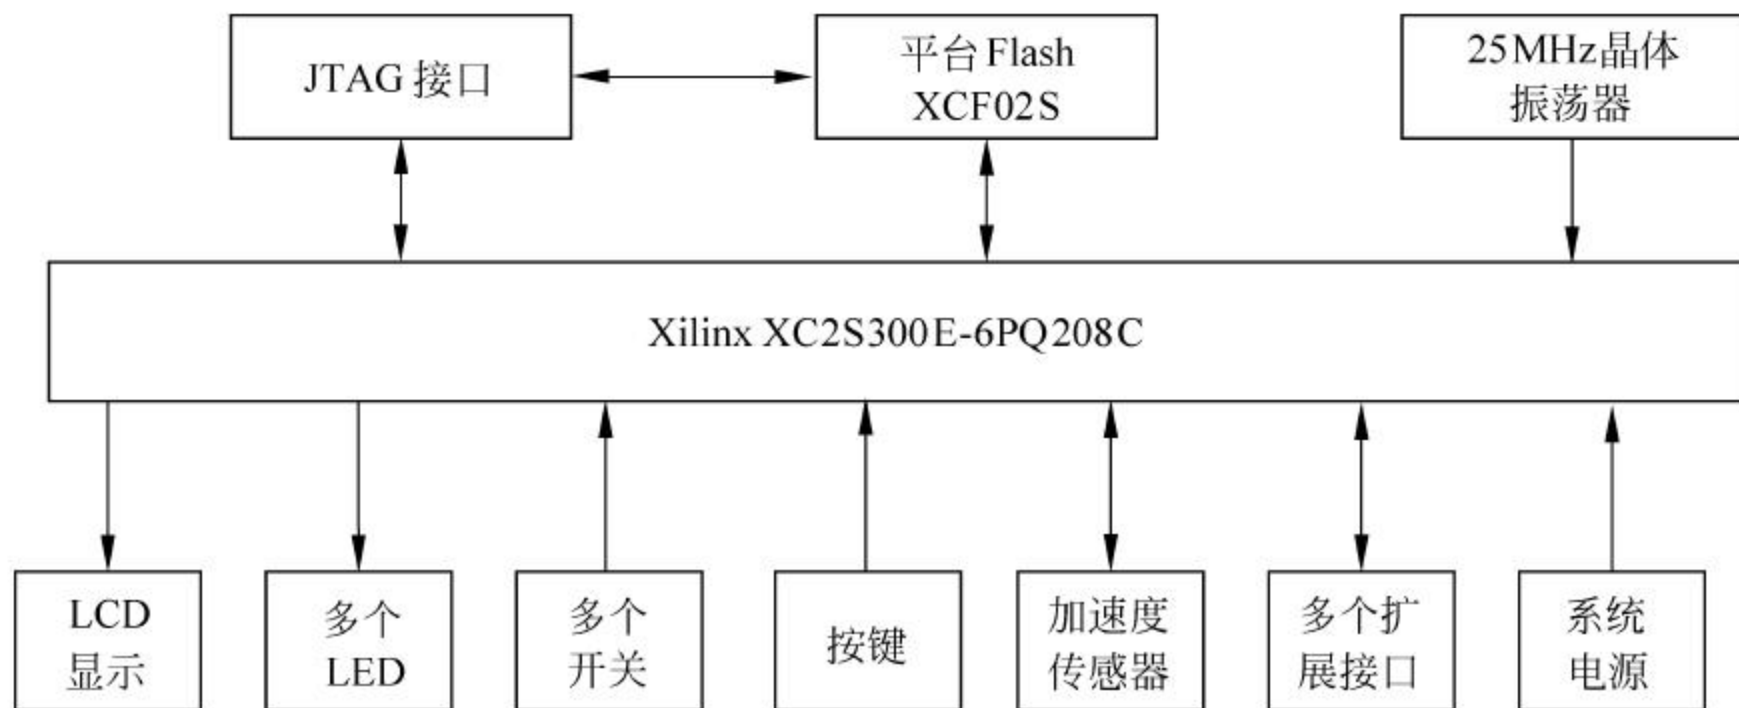 JTAG 接口
平台 Flash
XCF02S
25MHz晶体
振荡器
Xilinx XC2S300E-6PQ208C
LCD
显示
多个
LED
多个
开关
按键
加速度
传感器
多个扩
展接口
系统
电源